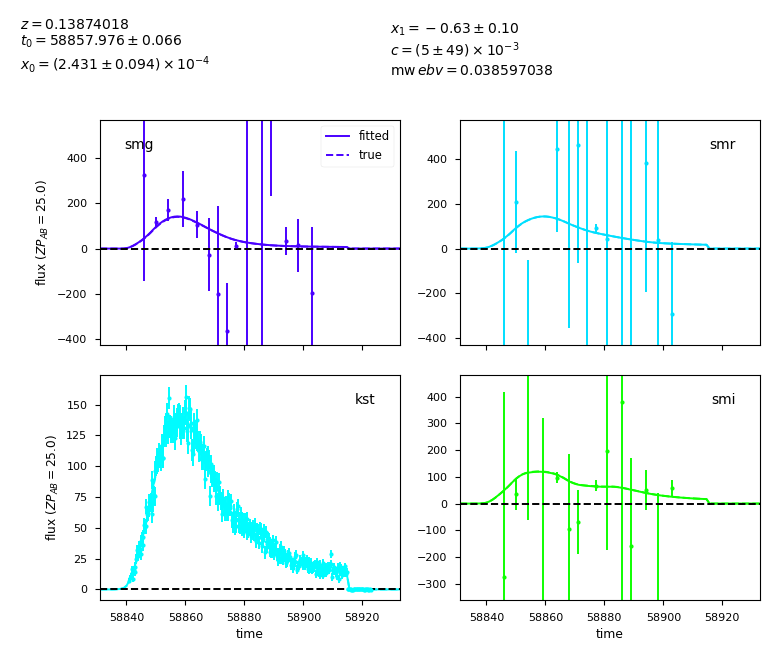 z = 0.13874018
t₀ = 58857.976 ± 0.066
x₀ = (2.431 ± 0.094) × 10⁻⁴
x₁ = −0.63 ± 0.10
c = (5 ± 49) × 10⁻³
mw ebv = 0.038597038
smg
fitted
true
400
200
0
−200
−400
flux (ZP_AB = 25.0)
smr
400
200
0
−200
−400
kst
150
125
100
75
50
25
0
flux (ZP_AB = 25.0)
58840 58860 58880 58900 58920
time
smi
400
300
200
100
0
−100
−200
−300
58840 58860 58880 58900 58920
time